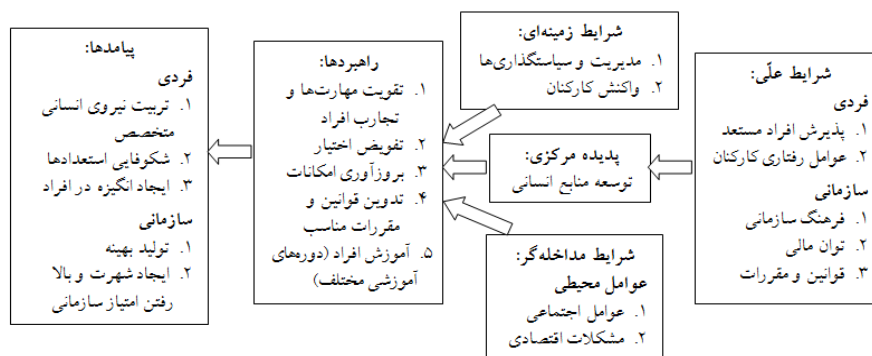 شرایط علّی:
فردی
۱. پذیرش افراد مستعد
۲. عوامل رفتاری کارکنان
سازمانی
۱. فرهنگ سازمانی
۲. توان مالی
۳. قوانین و مقررات
شرایط زمینه‌ای:
۱. مدیریت و سیاستگذاری‌ها
۲. واکنش کارکنان
پدیده مرکزی:
توسعه منابع انسانی
شرایط مداخله‌گر:
عوامل محیطی
۱. عوامل اجتماعی
۲. مشکلات اقتصادی
راهبردها:
۱. تقویت مهارت‌ها و
تجارب افراد
۲. تفویض اختیار
۳. بروزآوری امکانات
۴. تدوین قوانین و
مقررات مناسب
۵. آموزش افراد (دوره‌های
آموزشی مختلف)
پیامدها:
فردی
۱. تربیت نیروی انسانی
متخصص
۲. شکوفایی استعدادها
۳. ایجاد انگیزه در افراد
سازمانی
۱. تولید بهینه
۲. ایجاد شهرت و بالا
رفتن امتیاز سازمانی